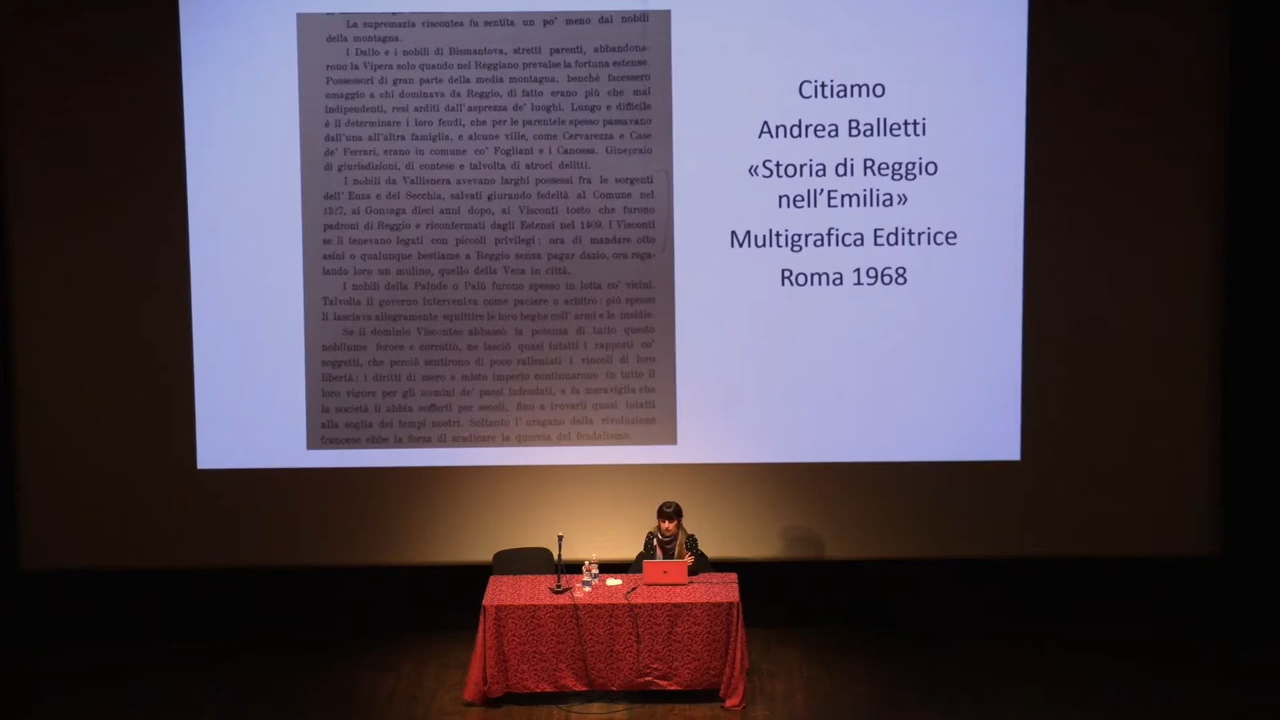 La supremazia viscontea fu sentita un po' meno dai nobili
della montagna.
I Dallo e i nobili di Bismantova, stretti parenti, abbandona-
rono la Vipera solo quando nel Reggiano prevalse la fortuna estense.
Possessori di gran parte della media montagna, benchè facessero
omaggio a chi dominava da Reggio, di fatto erano più che mai
indipendenti, resi arditi dall'asprezza de' luoghi. Lungo e difficile
è il determinare i loro feudi, che per le parentele spesso passavano
dall'una all'altra famiglia, e alcune ville, come Cervarezza e Case
de' Ferrari, erano in comune co' Fogliani e i Canossa. Ginepraio
di giurisdizioni, di contese e talvolta di atroci delitti.
I nobili da Vallisnera avevano larghi possessi fra le sorgenti
dell' Enza e del Secchia, salvati giurando fedeltà al Comune nel
1327, ai Gonzaga dieci anni dopo, ai Visconti tosto che furono
padroni di Reggio e riconfermati dagli Estensi nel 1409. I Visconti
se li tenevano legati con piccoli privilegi: ora di mandare otto
asini o qualunque bestiame a Reggio senza pagar dazio, ora rega-
lando loro un mulino, quello della Veza in città.
I nobili della Palude o Palù furono spesso in lotta co' vicini.
Talvolta il governo interveniva come paciere o arbitro: più spesso
li lasciava allegramente squittire le loro beghe coll' armi e le insidie.
Se il dominio Visconteo abbassò la potenza di tutto questo
nobilume feroce e corrotto, ne lasciò quasi intatti i rapporti co'
soggetti, che perciò sentirono di poco rallentati i vincoli di loro
libertà: i diritti di mero e misto imperio continuarono in tutto il
loro vigore per gli uomini de' paesi infeudati, e fa meraviglia che
la società li abbia sofferti per secoli, fino a trovarli quasi intatti
alla soglia dei tempi nostri. Soltanto l' uragano della rivoluzione
francese ebbe la forza di sradicare la quercia del feudalismo.
Citiamo
Andrea Balletti
«Storia di Reggio
nell'Emilia»
Multigrafica Editrice
Roma 1968